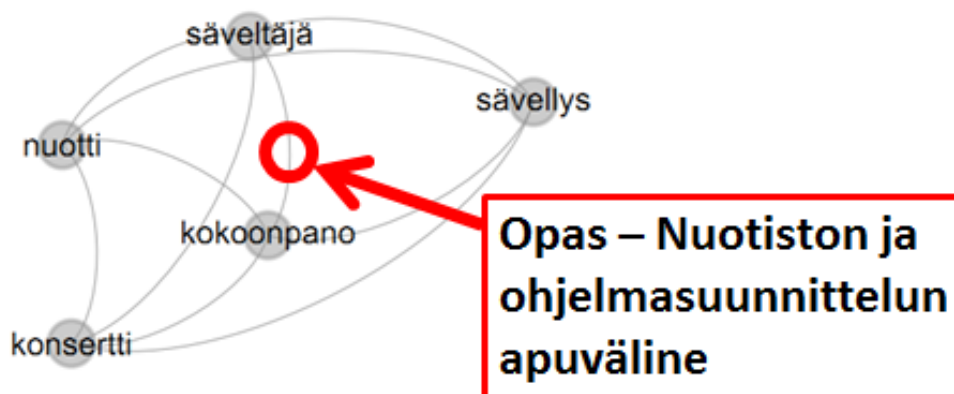 säveltäjä
sävellys
nuotti
kokoonpano
konsertti
Opas – Nuotiston ja
ohjelmasuunnittelun
apuväline